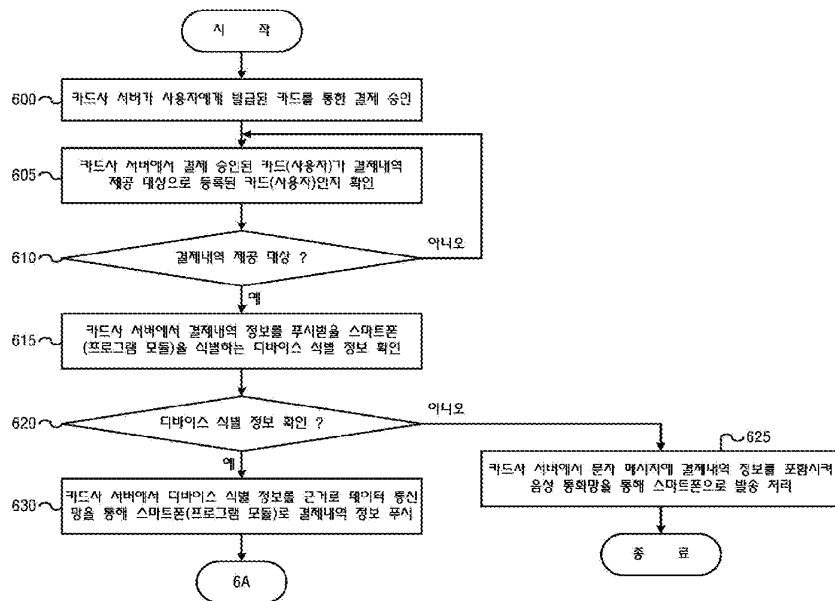 시 작
600
카드사 서버가 사용자에게 발급된 카드를 통한 결제 승인
605
카드사 서버에서 결제 승인된 카드(사용자)가 결제내역
제공 대상으로 등록된 카드(사용자)인지 확인
610
결제내역 제공 대상 ?
아니오
예
615
카드사 서버에서 결제내역 정보를 푸시받을 스마트폰
(프로그램 모듈)을 식별하는 디바이스 식별 정보 확인
620
디바이스 식별 정보 확인 ?
아니오
예
625
카드사 서버에서 문자 메시지에 결제내역 정보를 포함시켜
음성 통화망을 통해 스마트폰으로 발송 처리
630
카드사 서버에서 디바이스 식별 정보를 근거로 데이터 통신
망을 통해 스마트폰(프로그램 모듈)로 결제내역 정보 푸시
종 료
6A